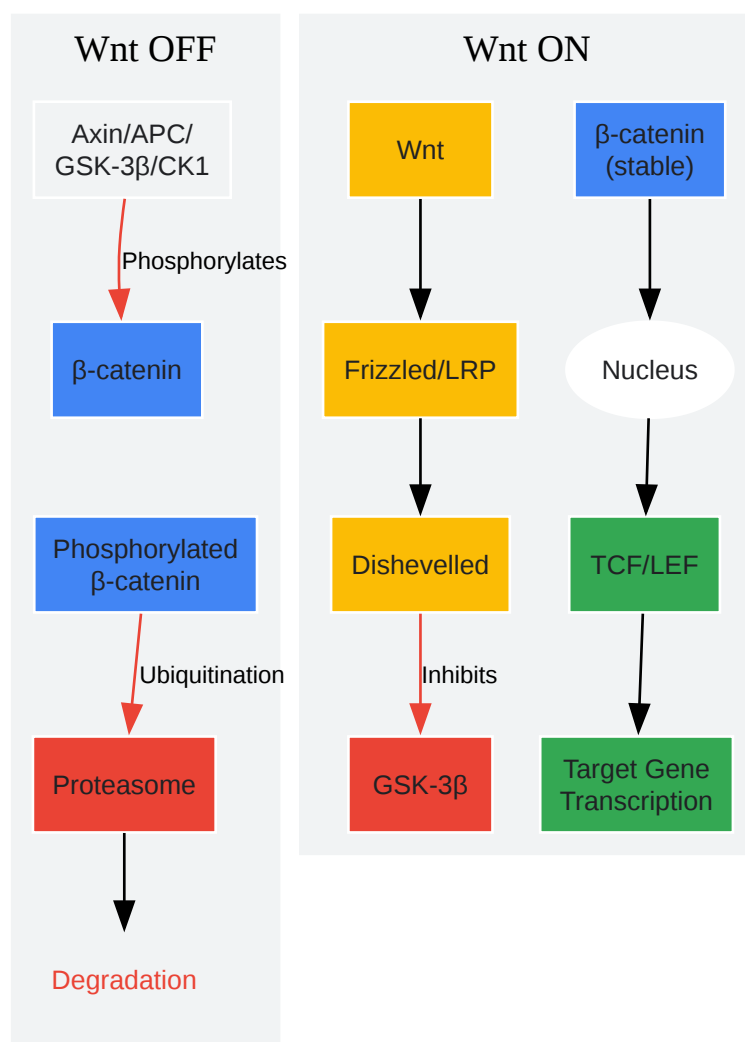 Wnt OFF
Axin/APC/
GSK-3β/CK1
Phosphorylates
β-catenin
Phosphorylated
β-catenin
Ubiquitination
Proteasome
Degradation
Wnt ON
Wnt
Frizzled/LRP
Dishevelled
Inhibits
GSK-3β
β-catenin
(stable)
Nucleus
TCF/LEF
Target Gene
Transcription